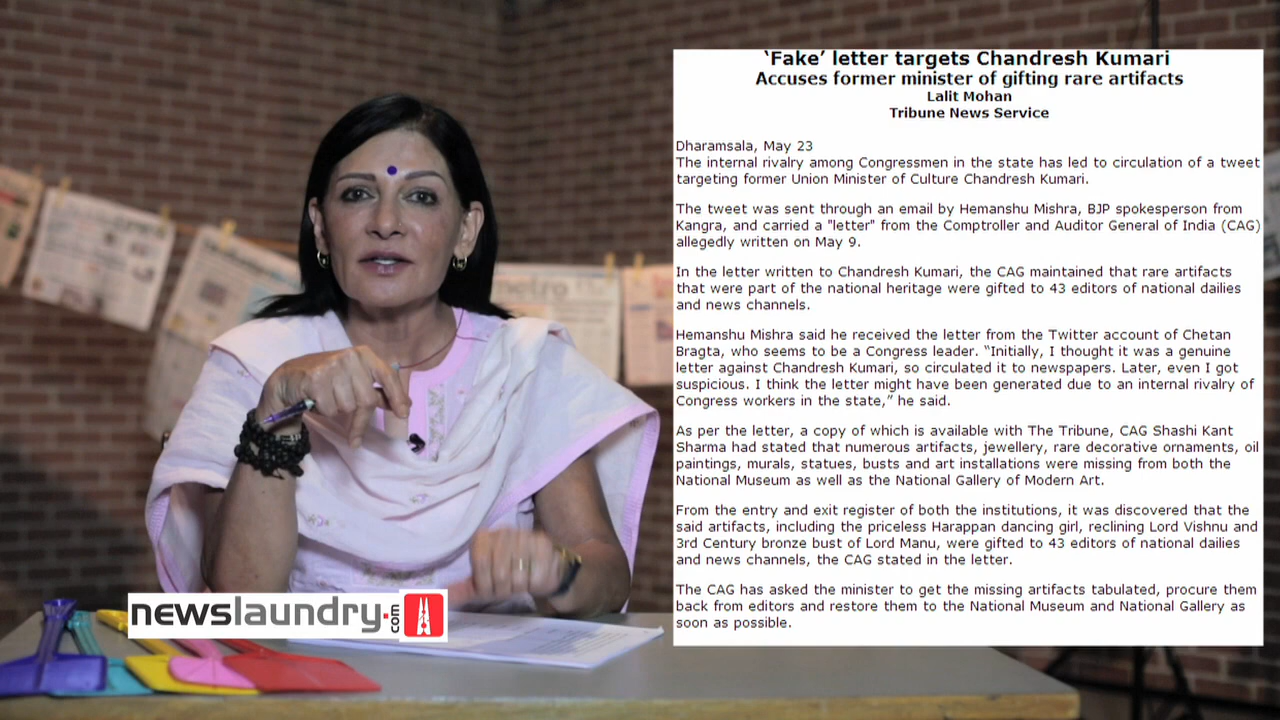 'Fake' letter targets Chandresh Kumari
Accuses former minister of gifting rare artifacts
Lalit Mohan
Tribune News Service
Dharamsala, May 23
The internal rivalry among Congressmen in the state has led to circulation of a tweet
targeting former Union Minister of Culture Chandresh Kumari.
The tweet was sent through an email by Hemanshu Mishra, BJP spokesperson from
Kangra, and carried a "letter" from the Comptroller and Auditor General of India (CAG)
allegedly written on May 9.
In the letter written to Chandresh Kumari, the CAG maintained that rare artifacts
that were part of the national heritage were gifted to 43 editors of national dailies
and news channels.
Hemanshu Mishra said he received the letter from the Twitter account of Chetan
Bragta, who seems to be a Congress leader. “Initially, I thought it was a genuine
letter against Chandresh Kumari, so circulated it to newspapers. Later, even I got
suspicious. I think the letter might have been generated due to an internal rivalry of
Congress workers in the state,” he said.
As per the letter, a copy of which is available with The Tribune, CAG Shashi Kant
Sharma had stated that numerous artifacts, jewellery, rare decorative ornaments, oil
paintings, murals, statues, busts and art installations were missing from both the
National Museum as well as the National Gallery of Modern Art.
From the entry and exit register of both the institutions, it was discovered that the
said artifacts, including the priceless Harappan dancing girl, reclining Lord Vishnu and
3rd Century bronze bust of Lord Manu, were gifted to 43 editors of national dailies
and news channels, the CAG stated in the letter.
The CAG has asked the minister to get the missing artifacts tabulated, procure them
back from editors and restore them to the National Museum and National Gallery as
soon as possible.
metro
newslaundry.com